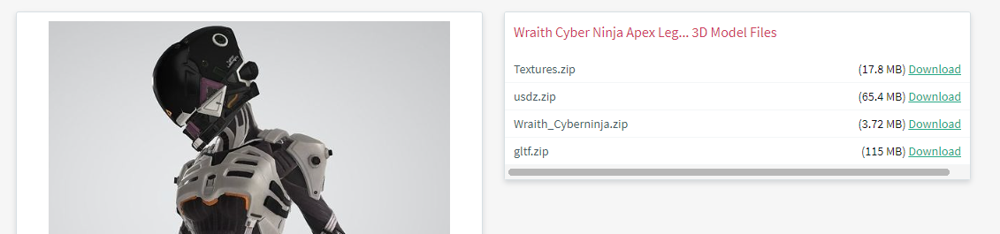 Wraith Cyber Ninja Apex Leg... 3D Model Files
Textures.zip (17.8 MB) Download
usdz.zip (65.4 MB) Download
Wraith_Cyberninja.zip (3.72 MB) Download
gltf.zip (115 MB) Download